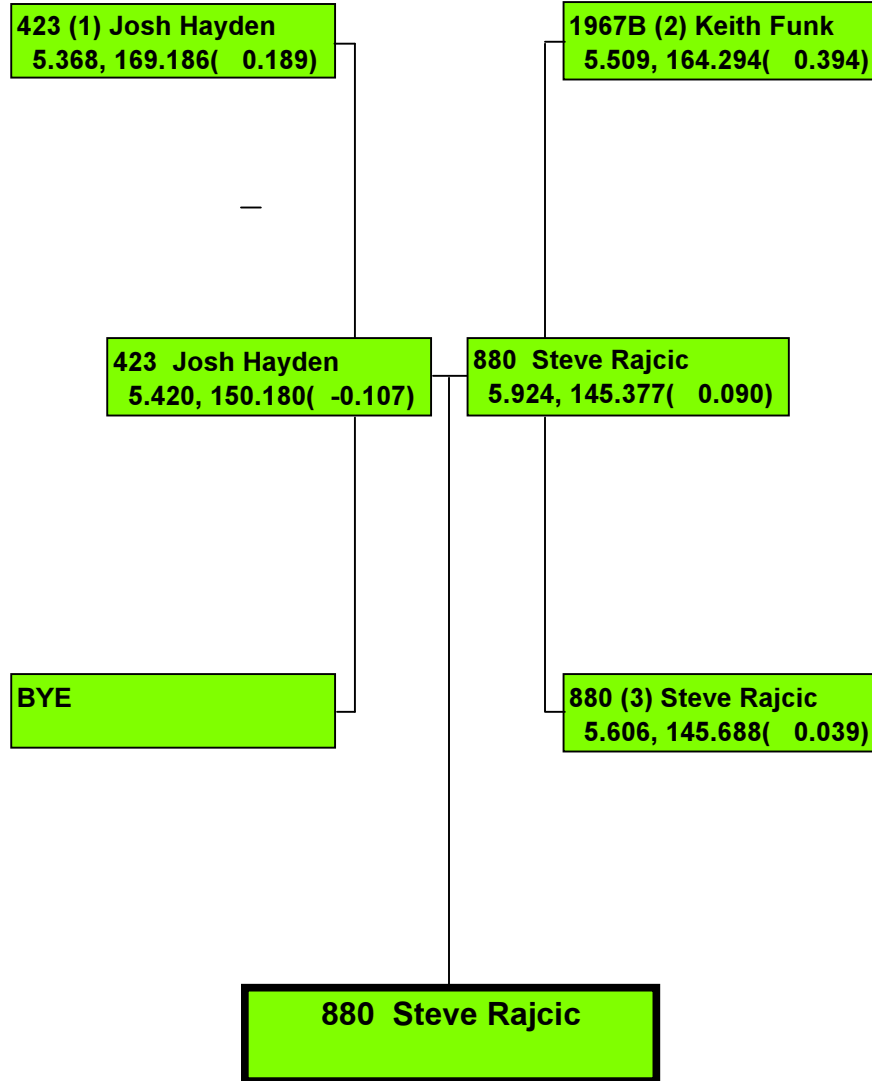 423 (1) Josh Hayden
5.368, 169.186( 0.189)
1967B (2) Keith Funk
5.509, 164.294( 0.394)
423 Josh Hayden
5.420, 150.180( -0.107)
880 Steve Rajcic
5.924, 145.377( 0.090)
BYE
880 (3) Steve Rajcic
5.606, 145.688( 0.039)
880 Steve Rajcic